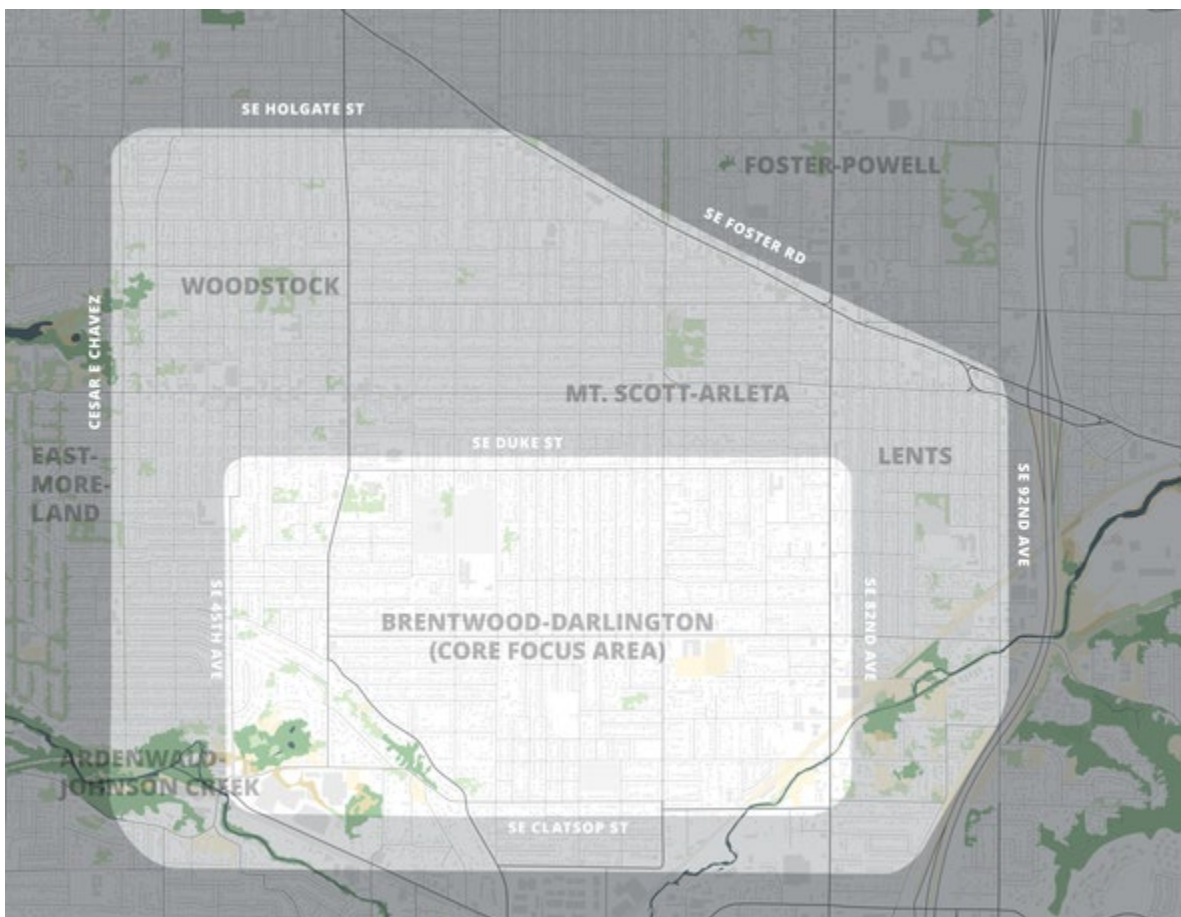 SE HOLGATE ST
FOSTER-POWELL
SE FOSTER RD
WOODSTOCK
CESAR E CHAVEZ
MT. SCOTT-ARLETA
SE DUKE ST
EAST-
MORE-
LAND
LENTS
SE 92ND AVE
SE 45TH AVE
BRENTWOOD-DARLINGTON
(CORE FOCUS AREA)
SE 82ND AVE
ARDENWALD-
JOHNSON CREEK
SE CLATSOP ST